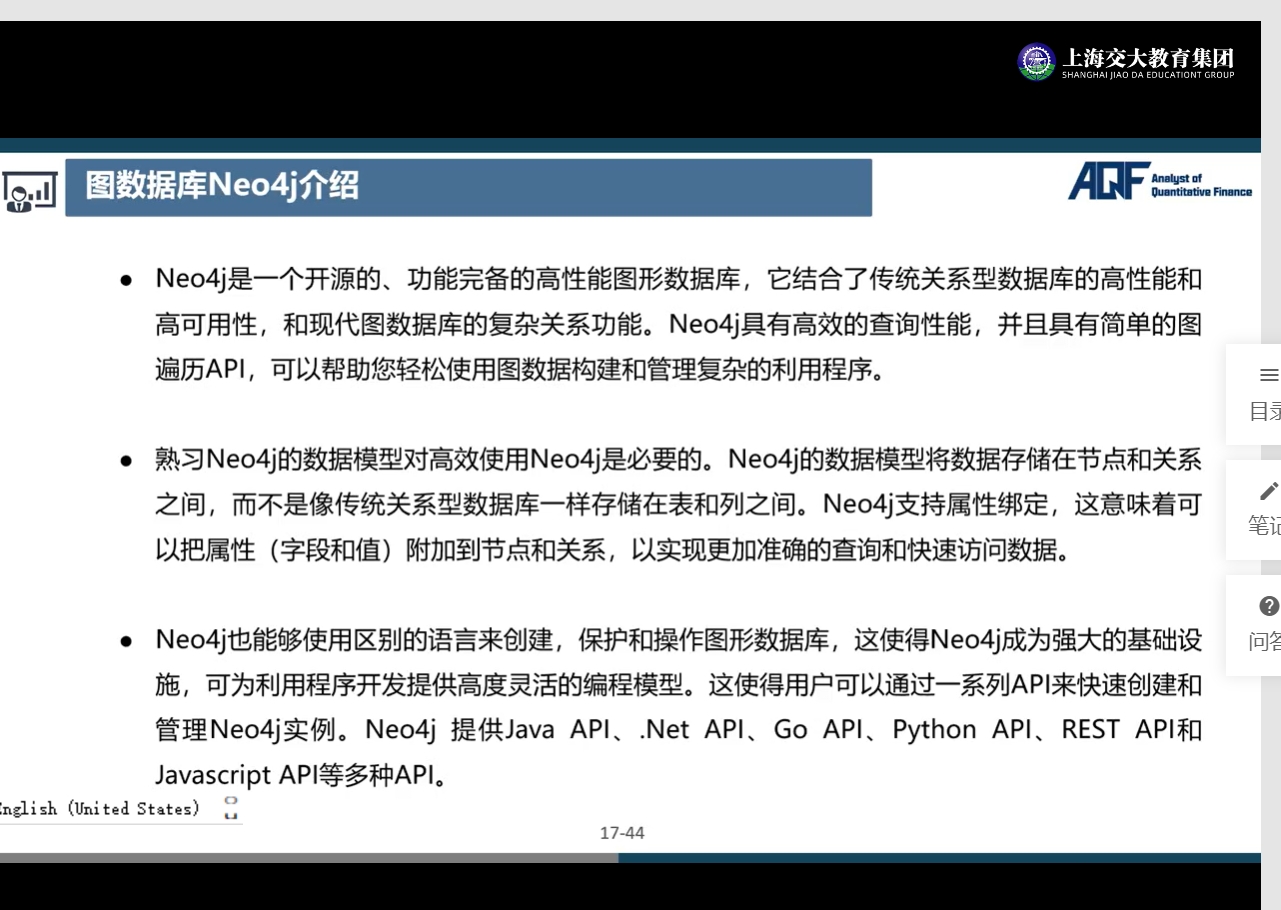 上海交大教育集团
SHANGHAI JIAO DA EDUCATIONT GROUP
图数据库Neo4j介绍
AQF Analyst of
Quantitative Finance
● Neo4j是一个开源的、功能完备的高性能图形数据库，它结合了传统关系型数据库的高性能和
高可用性，和现代图数据库的复杂关系功能。Neo4j具有高效的查询性能，并且具有简单的图
遍历API，可以帮助您轻松使用图数据构建和管理复杂的利用程序。
● 熟习Neo4j的数据模型对高效使用Neo4j是必要的。Neo4j的数据模型将数据存储在节点和关系
之间，而不是像传统关系型数据库一样存储在表和列之间。Neo4j支持属性绑定，这意味着可
以把属性（字段和值）附加到节点和关系，以实现更加准确的查询和快速访问数据。
● Neo4j也能够使用区别的语言来创建，保护和操作图形数据库，这使得Neo4j成为强大的基础设
施，可为利用程序开发提供高度灵活的编程模型。这使得用户可以通过一系列API来快速创建和
管理Neo4j实例。Neo4j 提供Java API、.Net API、Go API、Python API、REST API和
Javascript API等多种API。
目录
笔记
问答
English (United States)
17-44